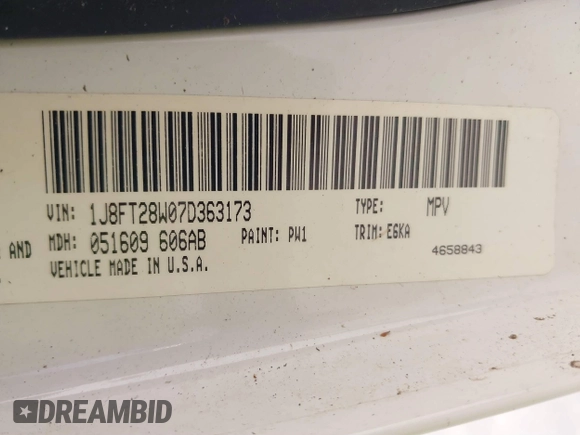 VIN: 1J8FT28W07D363173 TYPE: MPV
AND MDH: 051609 606AB PAINT: PW1 TRIM: E6KA
VEHICLE MADE IN U.S.A. 4658843
DREAMBID